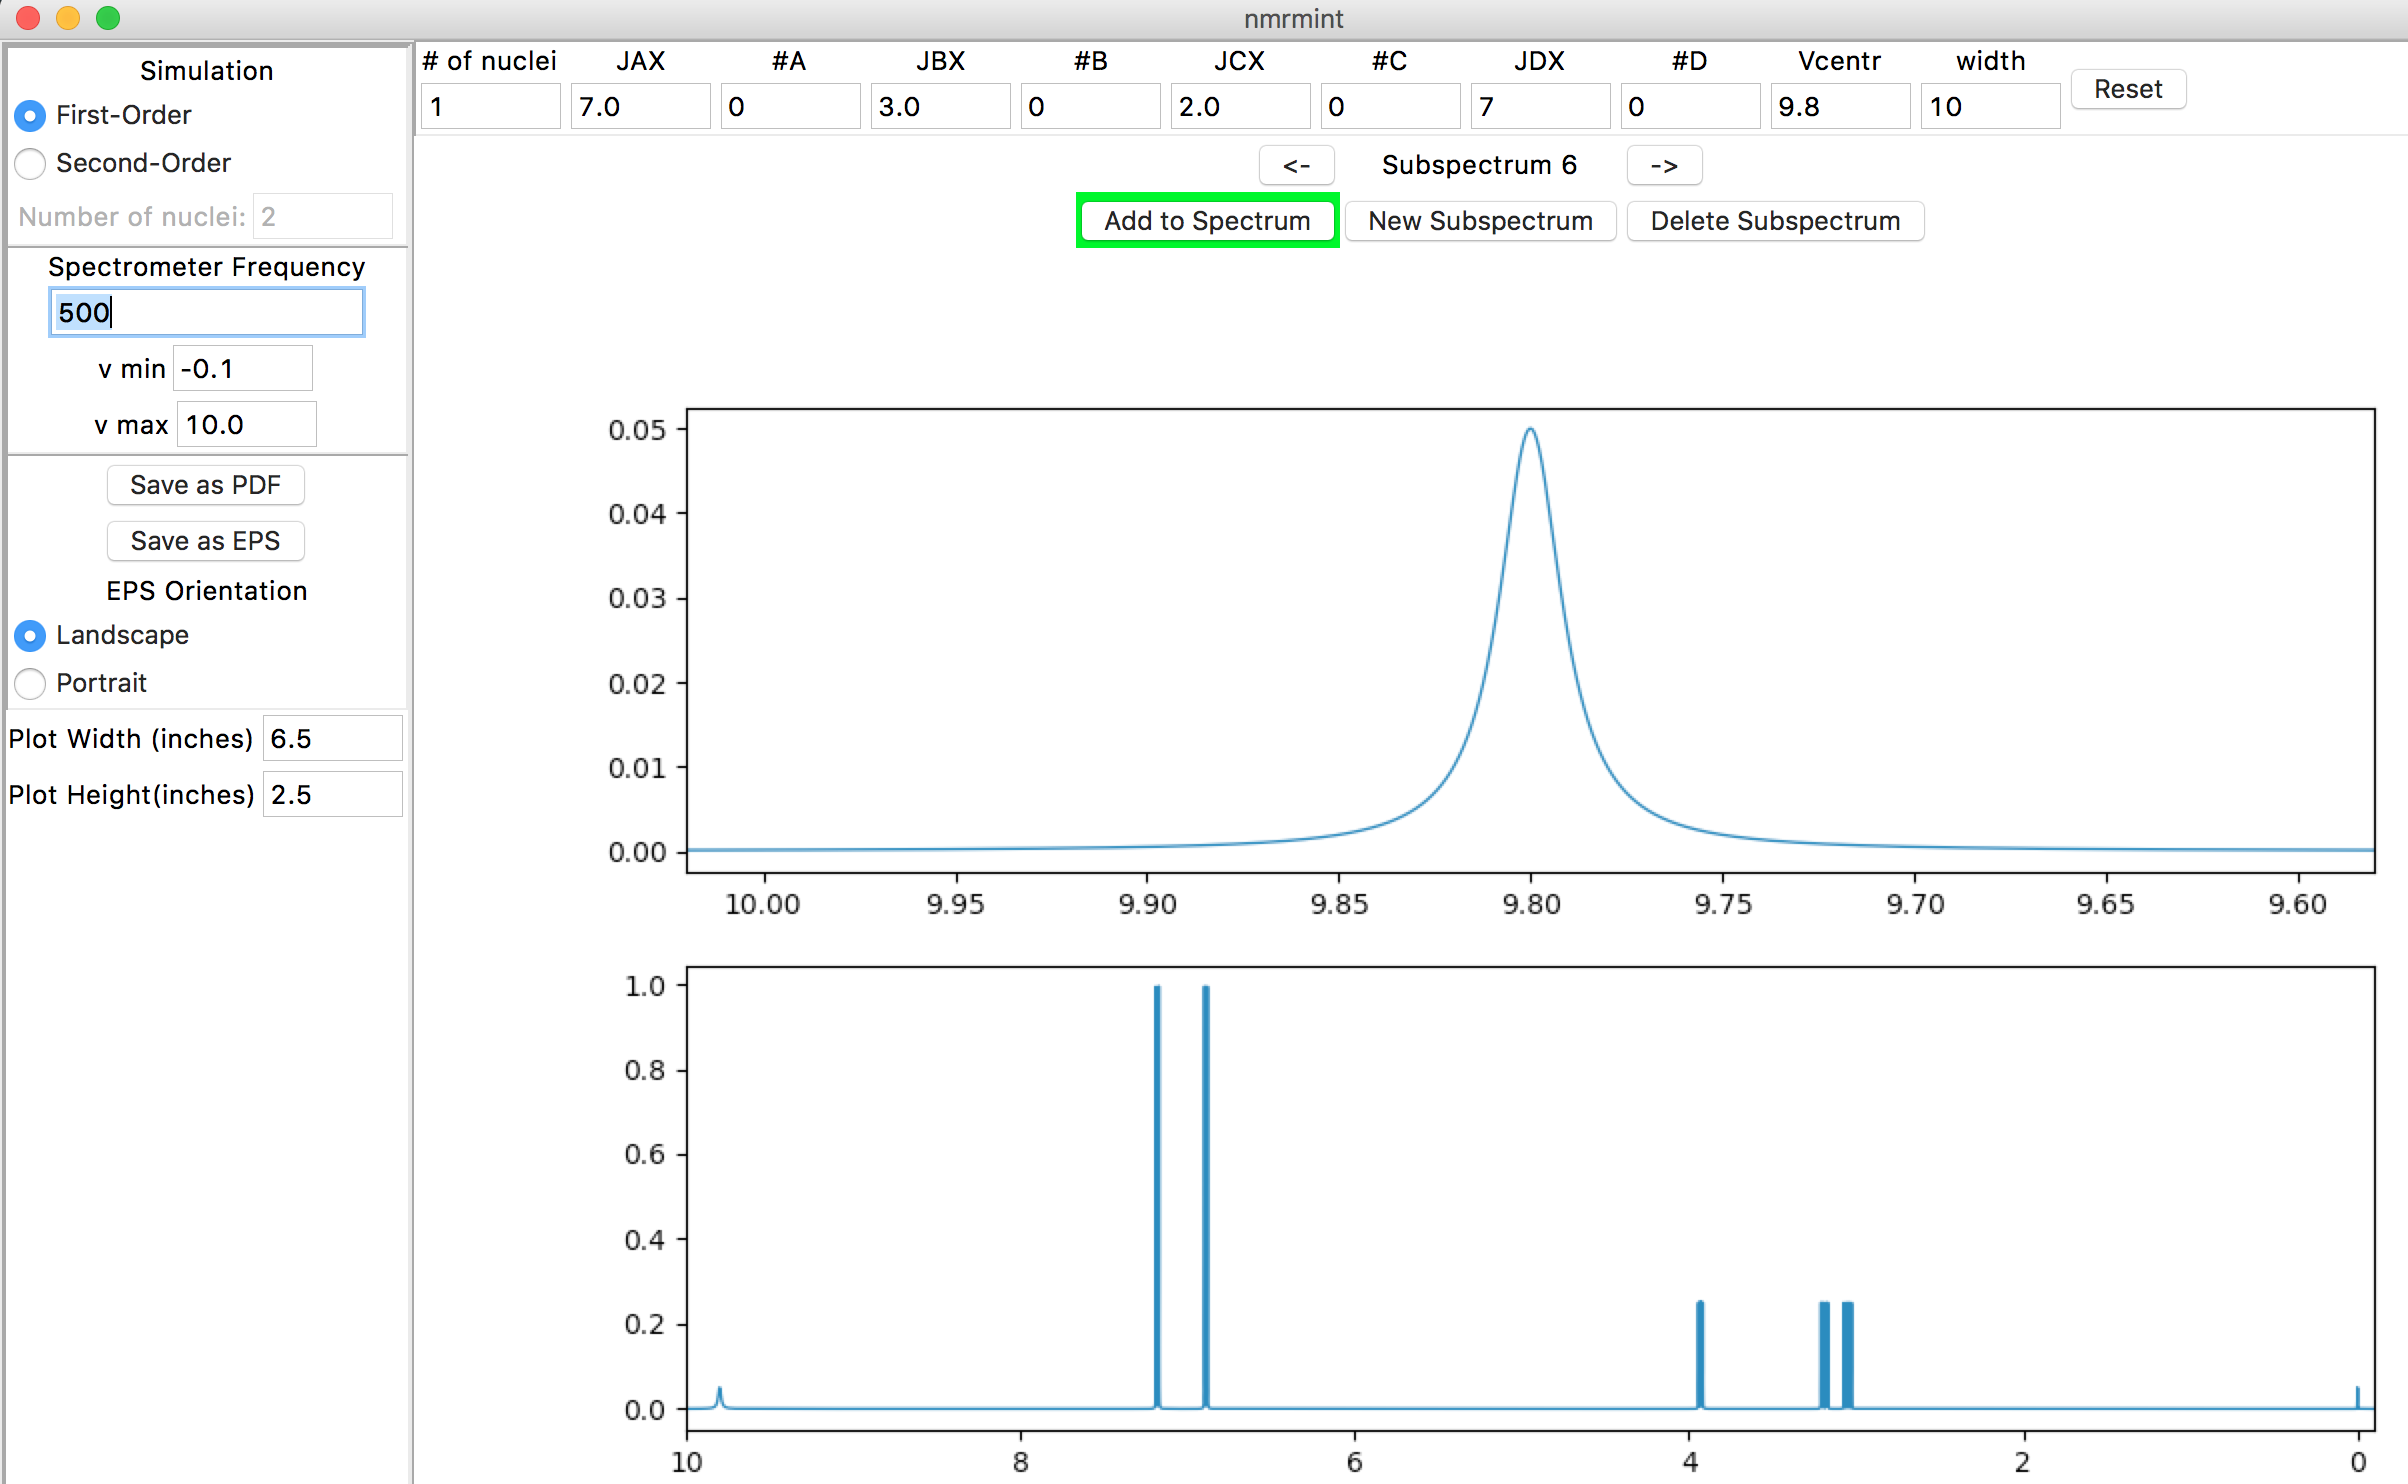 nmrmint
Simulation
First-Order
Second-Order
Number of nuclei: 2
Spectrometer Frequency
500
v min -0.1
v max 10.0
Save as PDF
Save as EPS
EPS Orientation
Landscape
Portrait
Plot Width (inches) 6.5
Plot Height(inches) 2.5
# of nuclei JAX #A JBX #B JCX #C JDX #D Vcentr width
1 7.0 0 3.0 0 2.0 0 7 0 9.8 10 Reset
<- Subspectrum 6 ->
Add to Spectrum New Subspectrum Delete Subspectrum
0.05
0.04
0.03
0.02
0.01
0.00
10.00 9.95 9.90 9.85 9.80 9.75 9.70 9.65 9.60
1.0
0.8
0.6
0.4
0.2
0.0
10 8 6 4 2 0